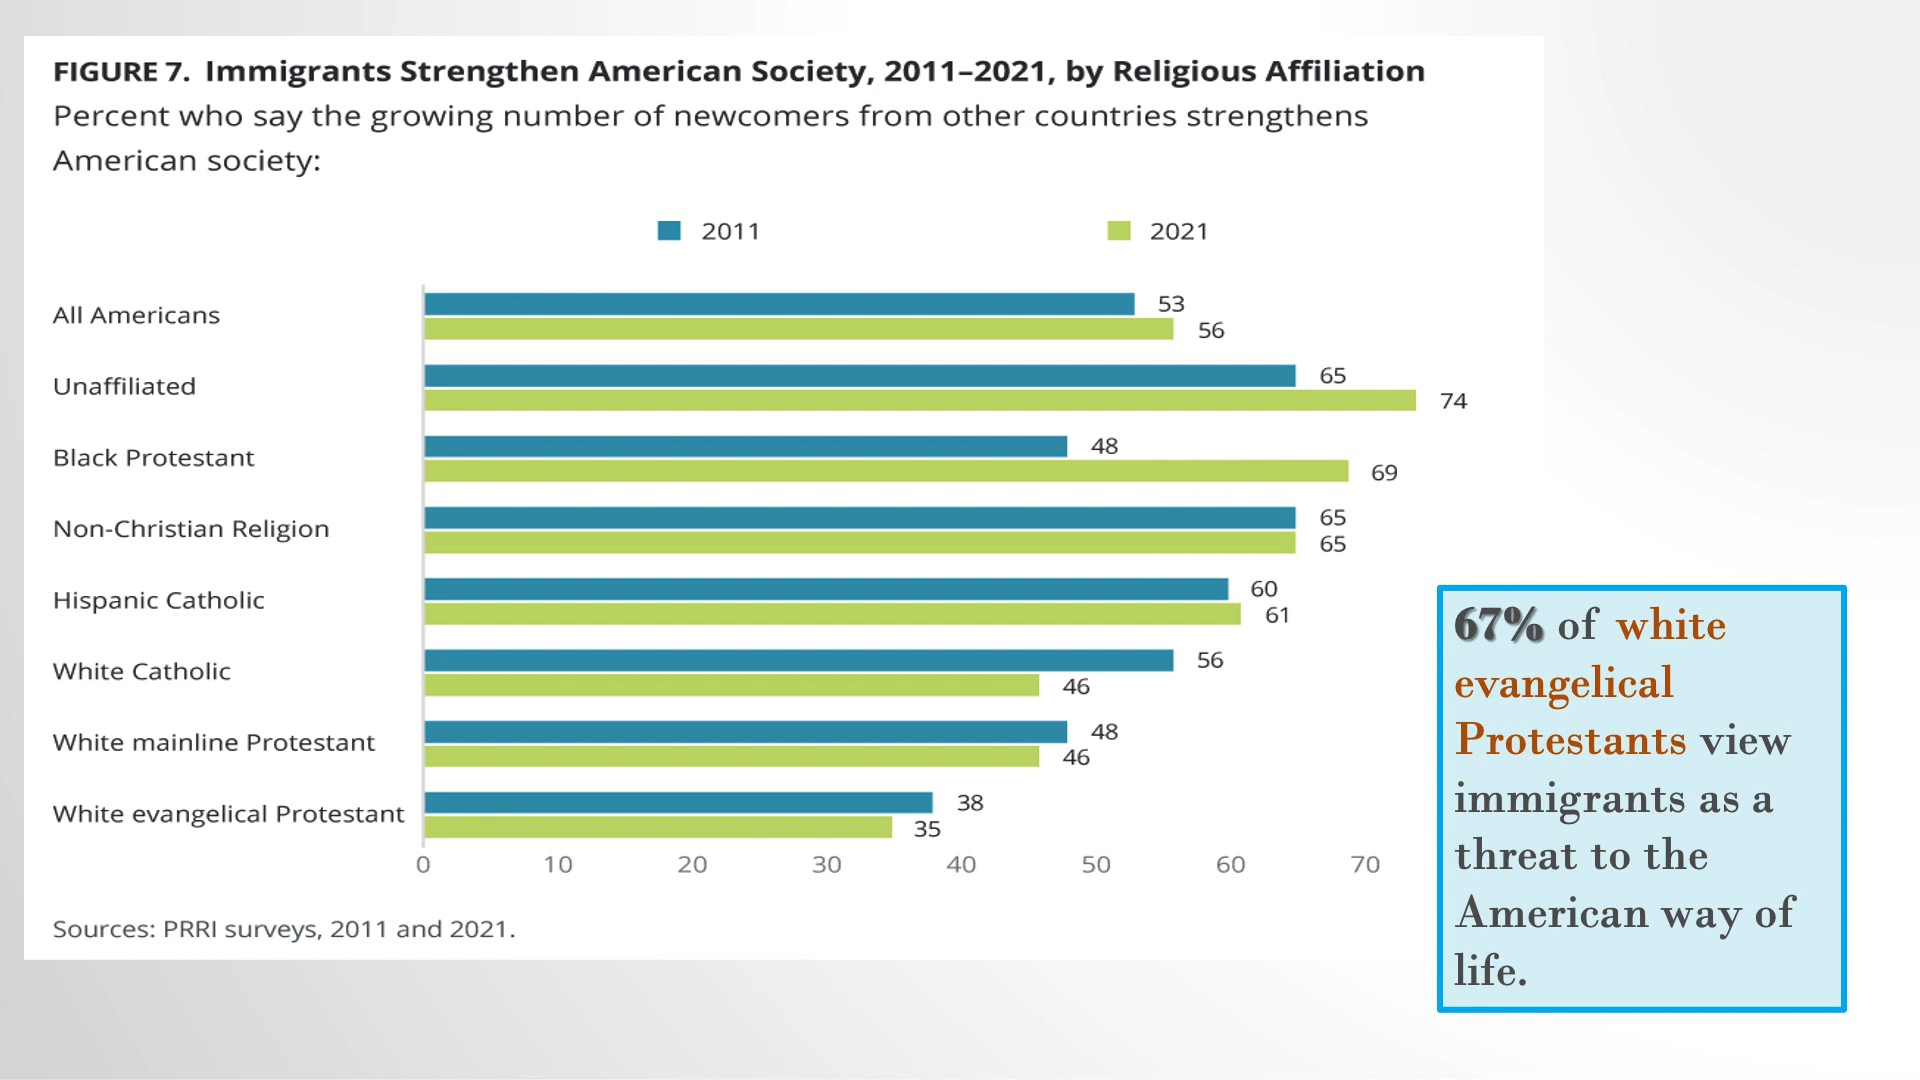 FIGURE 7. Immigrants Strengthen American Society, 2011–2021, by Religious Affiliation
Percent who say the growing number of newcomers from other countries strengthens
American society:
2011
2021
All Americans
53
56
Unaffiliated
65
74
Black Protestant
48
69
Non-Christian Religion
65
65
Hispanic Catholic
60
61
White Catholic
56
46
White mainline Protestant
48
46
White evangelical Protestant
38
35
0 10 20 30 40 50 60 70
Sources: PRRI surveys, 2011 and 2021.
67% of white
evangelical
Protestants view
immigrants as a
threat to the
American way of
life.